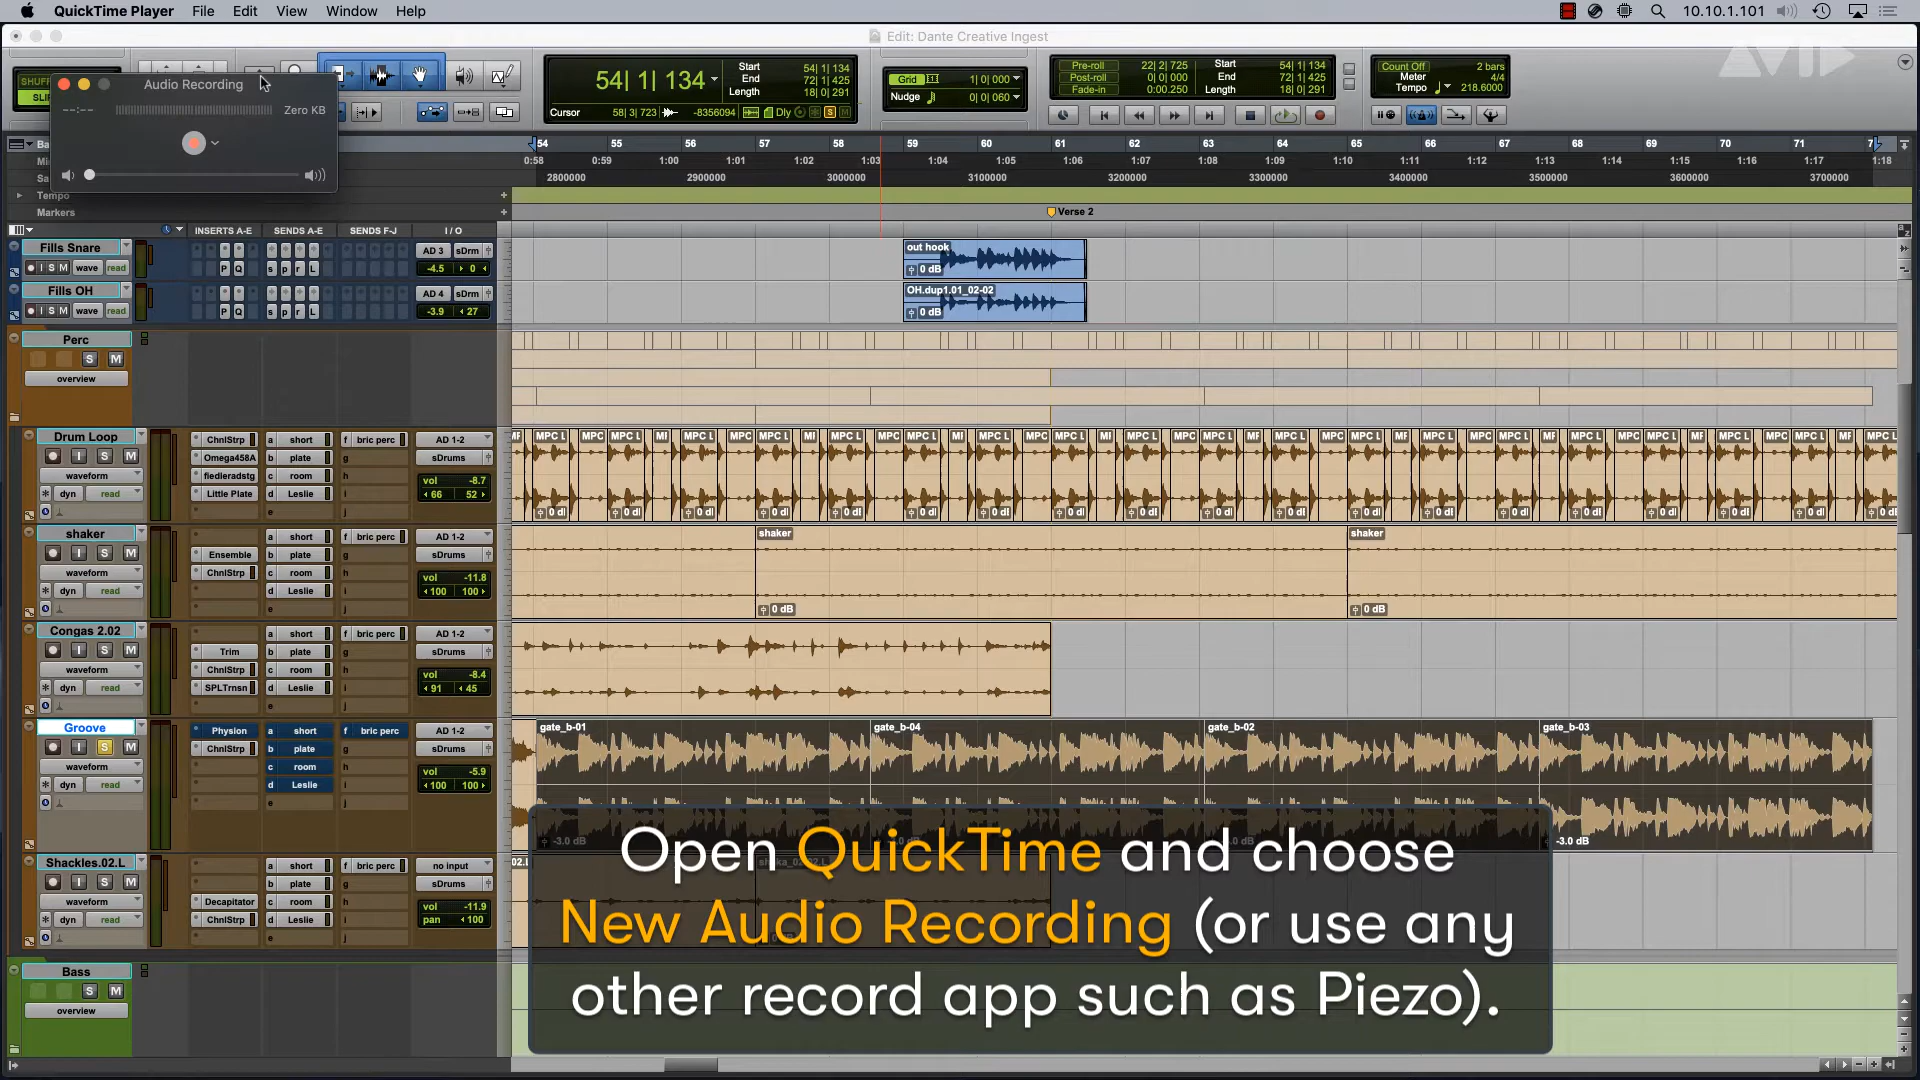 QuickTime Player File Edit View Window Help
10.10.1.101
Edit: Dante Creative Ingest
AVID
SHUFF
SLIP
Audio Recording
--:--
Zero KB
54| 1| 134
Start 54| 1| 134
End 72| 1| 425
Length 18| 0| 291
Cursor 58| 3| 723 -8356094 Dly S M
Grid 1| 0| 000
Nudge 0| 0| 060
Pre-roll 22| 2| 725
Post-roll 0| 0| 000
Fade-in 0:00.250
Start 54| 1| 134
End 72| 1| 425
Length 18| 0| 291
Count Off 2 bars
Meter 4/4
Tempo 218.6000
Ba
54 55 56 57 58 59 60 61 62 63 64 65 66 67 68 69 70 71 7
Mi
0:58 0:59 1:00 1:01 1:02 1:03 1:04 1:05 1:06 1:07 1:08 1:09 1:10 1:11 1:12 1:13 1:14 1:15 1:16 1:17 1:18
Sa
2800000 2900000 3000000 3100000 3200000 3300000 3400000 3500000 3600000 3700000
Tempo
Markers
Verse 2
INSERTS A-E SENDS A-E SENDS F-J I / O
Fills Snare
I S M wave read
P Q s p r L
AD 3 sDrm
-4.5 0
out hook
0 dB
Fills OH
I S M wave read
P Q s p r L
AD 4 sDrm
-3.9 27
OH.dup1.01_02-02
0 dB
Perc
S M
overview
Drum Loop
I S M
waveform
dyn read
ChnlStrp
Omega458A
fiedleradstg
Little Plate
a short
b plate
c room
d Leslie
e
f bric perc
g
h
i
j
AD 1-2
sDrums
vol -8.7
66 52
MPC L MPC MPC L MPC MPC L MPC MPC L MPC
0 dB
shaker
I S M
waveform
dyn read
Ensemble
ChnlStrp
a short
b plate
c room
d Leslie
e
f bric perc
g
h
i
j
AD 1-2
sDrums
vol -11.8
100 100
shaker
0 dB
shaker
0 dB
Congas 2.02
I S M
waveform
dyn read
Trim
ChnlStrp
SPLTrnsn
a short
b plate
c room
d Leslie
e
f bric perc
g
h
i
j
AD 1-2
sDrums
vol -8.4
91 45
Groove
I S M
waveform
dyn read
Physion
ChnlStrp
a short
b plate
c room
d Leslie
e
f bric perc
g
h
i
j
AD 1-2
sDrums
vol -5.9
100 100
gate_b-01
gate_b-04
gate_b-02
gate_b-03
-3.0 dB
-3.0 dB
Shackles.02.L
I S M
waveform
dyn read
Decapitator
ChnlStrp
a short
b plate
c room
d Leslie
e
f bric perc
g
h
i
j
no input
sDrums
vol -11.9
pan 100
02.L
Bass
S M
overview
Open QuickTime and choose
New Audio Recording (or use any
other record app such as Piezo).